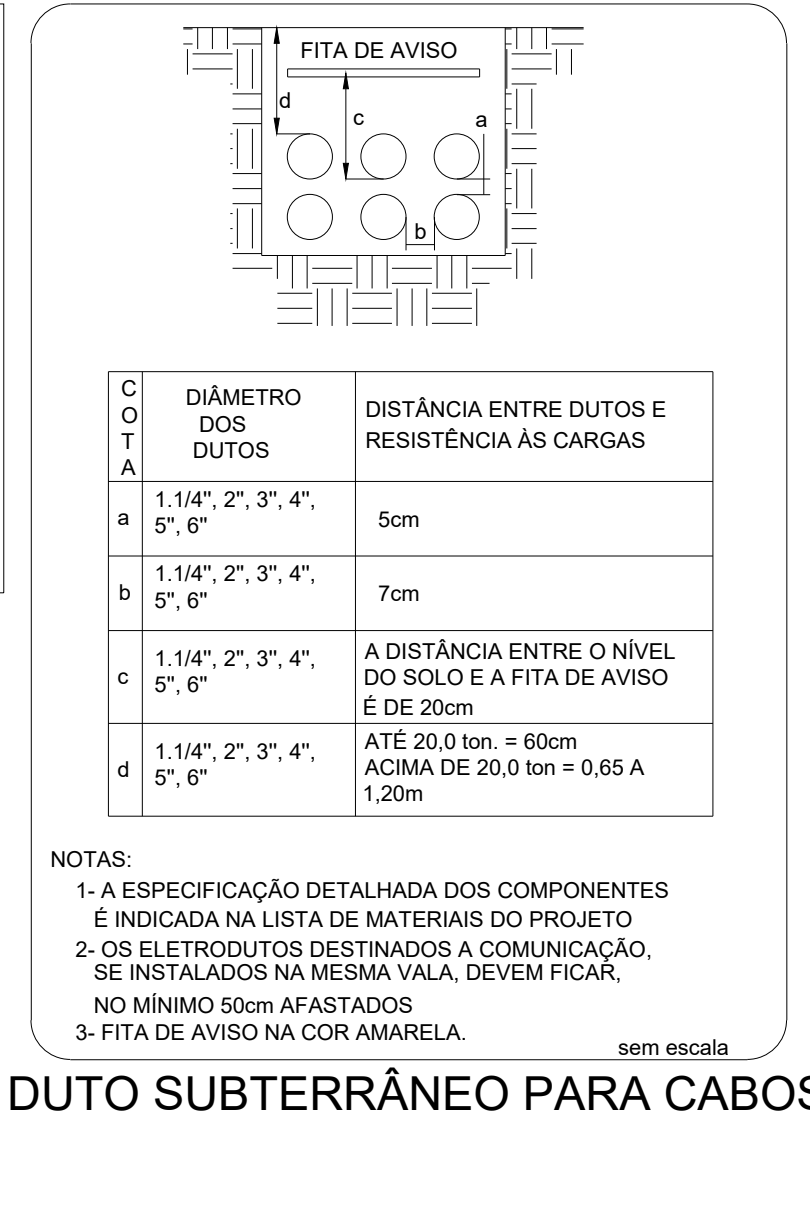 FITA DE AVISO
d
c
a
b
COTA
DIÂMETRO
DOS
DUTOS
DISTÂNCIA ENTRE DUTOS E
RESISTÊNCIA ÀS CARGAS
a
1.1/4", 2", 3", 4",
5", 6"
5cm
b
1.1/4", 2", 3", 4",
5", 6"
7cm
c
1.1/4", 2", 3", 4",
5", 6"
A DISTÂNCIA ENTRE O NÍVEL
DO SOLO E A FITA DE AVISO
É DE 20cm
d
1.1/4", 2", 3", 4",
5", 6"
ATÉ 20,0 ton. = 60cm
ACIMA DE 20,0 ton = 0,65 A
1,20m
NOTAS:
1- A ESPECIFICAÇÃO DETALHADA DOS COMPONENTES
É INDICADA NA LISTA DE MATERIAIS DO PROJETO
2- OS ELETRODUTOS DESTINADOS A COMUNICAÇÃO,
SE INSTALADOS NA MESMA VALA, DEVEM FICAR,
NO MÍNIMO 50cm AFASTADOS
3- FITA DE AVISO NA COR AMARELA.
sem escala
DUTO SUBTERRÂNEO PARA CABOS